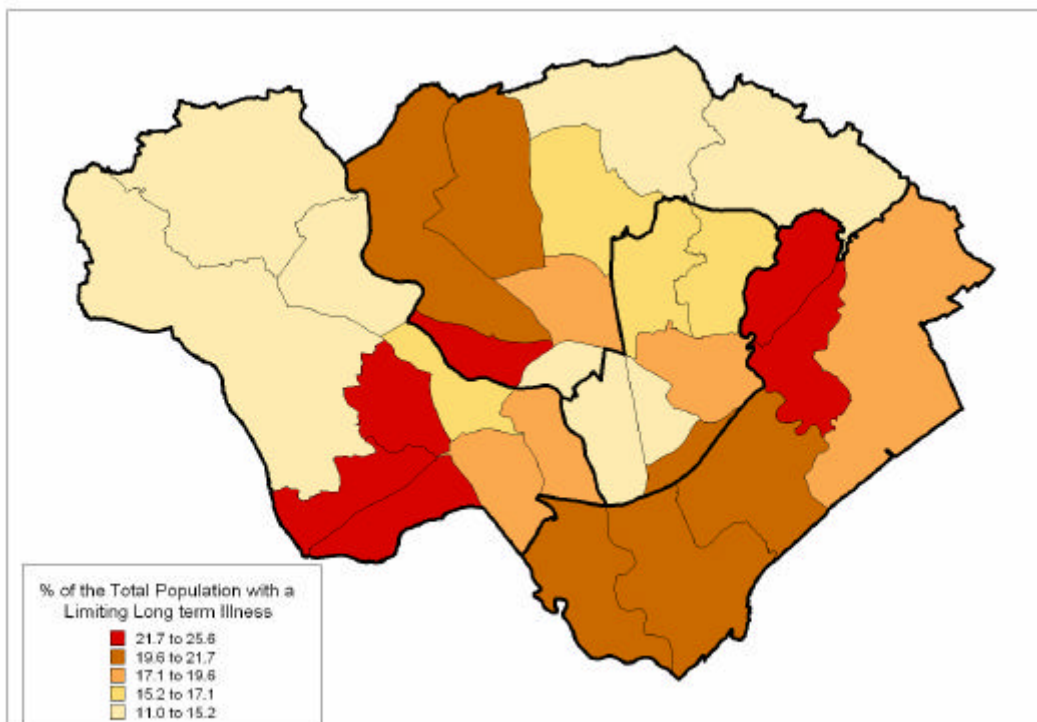 % of the Total Population with a
Limiting Long term Illness
21.7 to 25.6
19.6 to 21.7
17.1 to 19.6
15.2 to 17.1
11.0 to 15.2